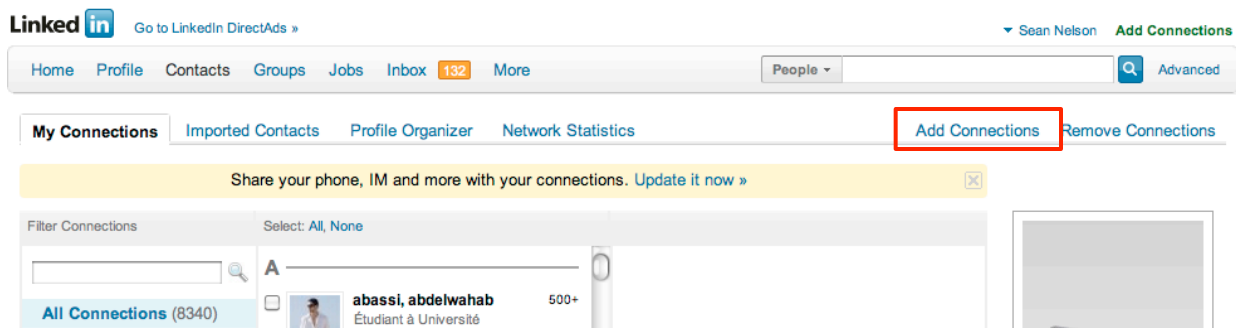 Linked in Go to LinkedIn DirectAds » Sean Nelson Add Connections
Home Profile Contacts Groups Jobs Inbox 132 More People Advanced
My Connections Imported Contacts Profile Organizer Network Statistics Add Connections Remove Connections
Share your phone, IM and more with your connections. Update it now »
Filter Connections Select: All, None
A
All Connections (8340) abassi, abdelwahab 500+
Étudiant à Université